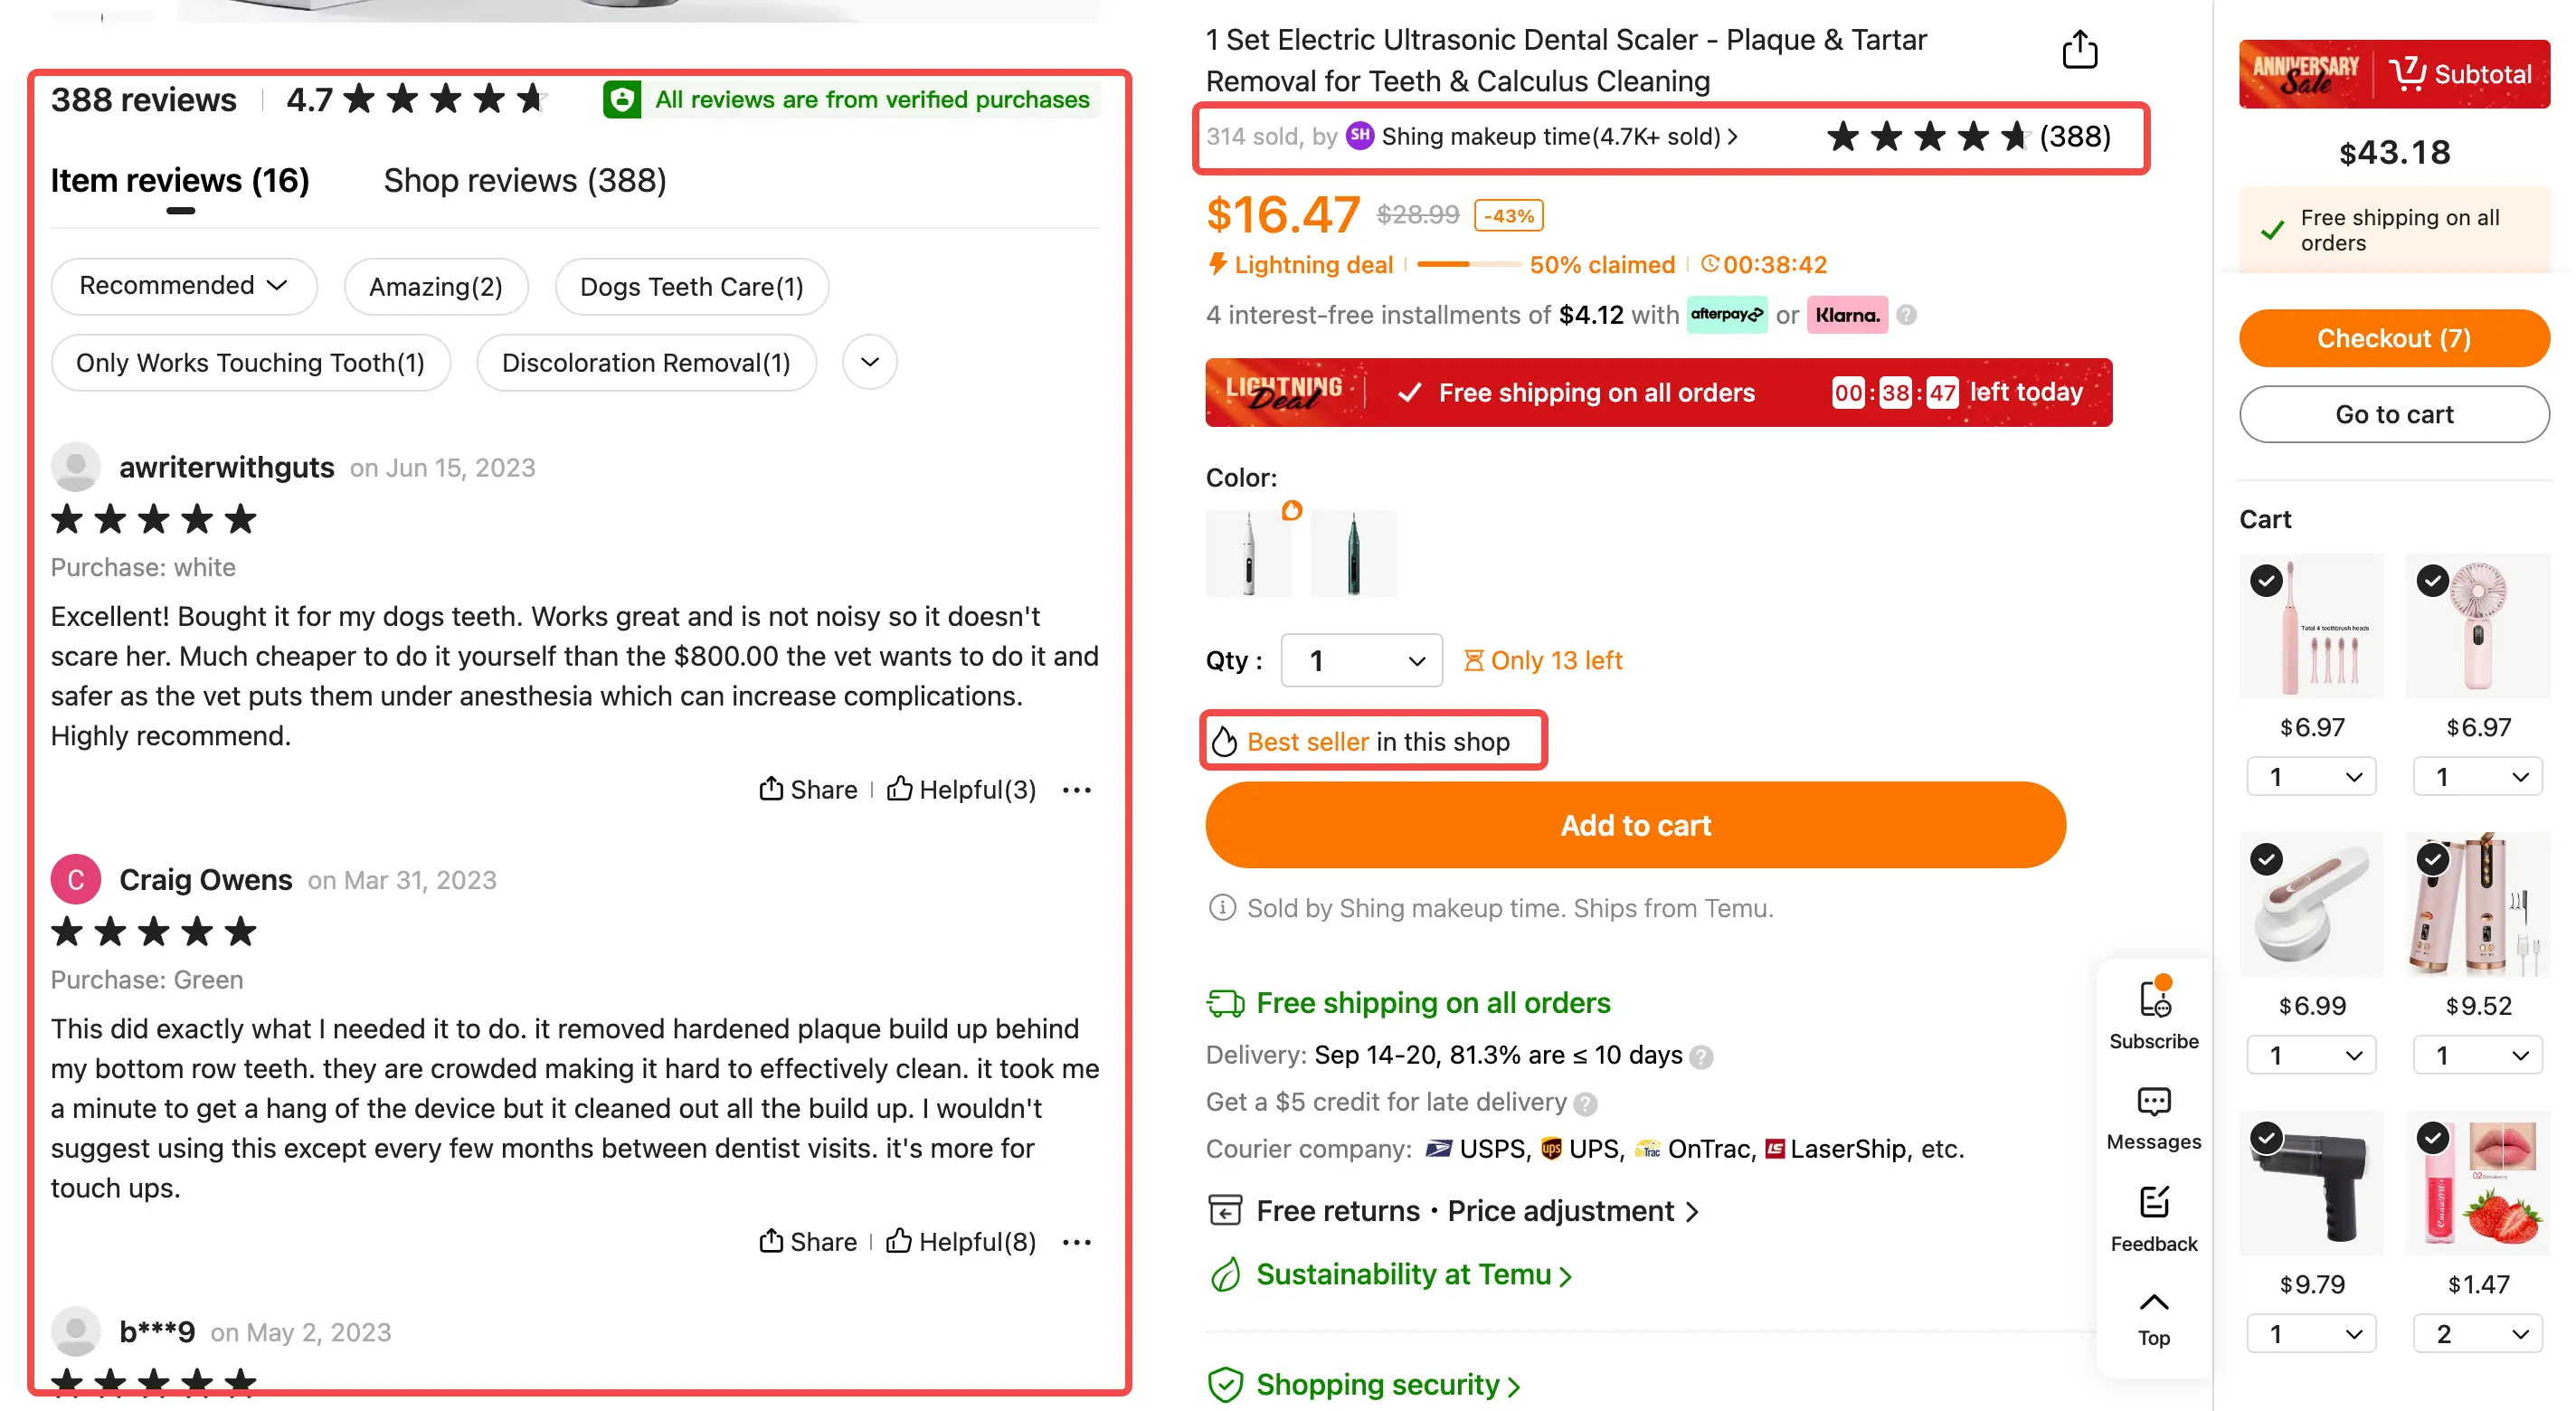 388 reviews
4.7
All reviews are from verified purchases
Item reviews (16)
Shop reviews (388)
Recommended
Amazing(2)
Dogs Teeth Care(1)
Only Works Touching Tooth(1)
Discoloration Removal(1)
awriterwithguts on Jun 15, 2023
Purchase: white
Excellent! Bought it for my dogs teeth. Works great and is not noisy so it doesn't
scare her. Much cheaper to do it yourself than the $800.00 the vet wants to do it and
safer as the vet puts them under anesthesia which can increase complications.
Highly recommend.
Share
Helpful(3)
C
Craig Owens on Mar 31, 2023
Purchase: Green
This did exactly what I needed it to do. it removed hardened plaque build up behind
my bottom row teeth. they are crowded making it hard to effectively clean. it took me
a minute to get a hang of the device but it cleaned out all the build up. I wouldn't
suggest using this except every few months between dentist visits. it's more for
touch ups.
Share
Helpful(8)
b***9 on May 2, 2023
1 Set Electric Ultrasonic Dental Scaler - Plaque & Tartar
Removal for Teeth & Calculus Cleaning
314 sold, by SH Shing makeup time(4.7K+ sold)
(388)
$16.47 $28.99 -43%
Lightning deal
50% claimed
00:38:42
4 interest-free installments of $4.12 with afterpay or Klarna. ?
LIGHTNING
Deal
Free shipping on all orders
00 : 38 : 47 left today
Color:
Qty : 1
Only 13 left
Best seller in this shop
Add to cart
Sold by Shing makeup time. Ships from Temu.
Free shipping on all orders
Delivery: Sep 14-20, 81.3% are ≤ 10 days ?
Get a $5 credit for late delivery ?
Courier company: USPS, ups UPS, OnTrac OnTrac, LS LaserShip, etc.
Free returns · Price adjustment
Sustainability at Temu
Shopping security
Subscribe
Messages
Feedback
Top
ANNIVERSARY
Sale
7 Subtotal
$43.18
Free shipping on all
orders
Checkout (7)
Go to cart
Cart
Total 4 toothbrush heads
$6.97
$6.97
1
1
$6.99
$9.52
1
1
02
$9.79
$1.47
1
2